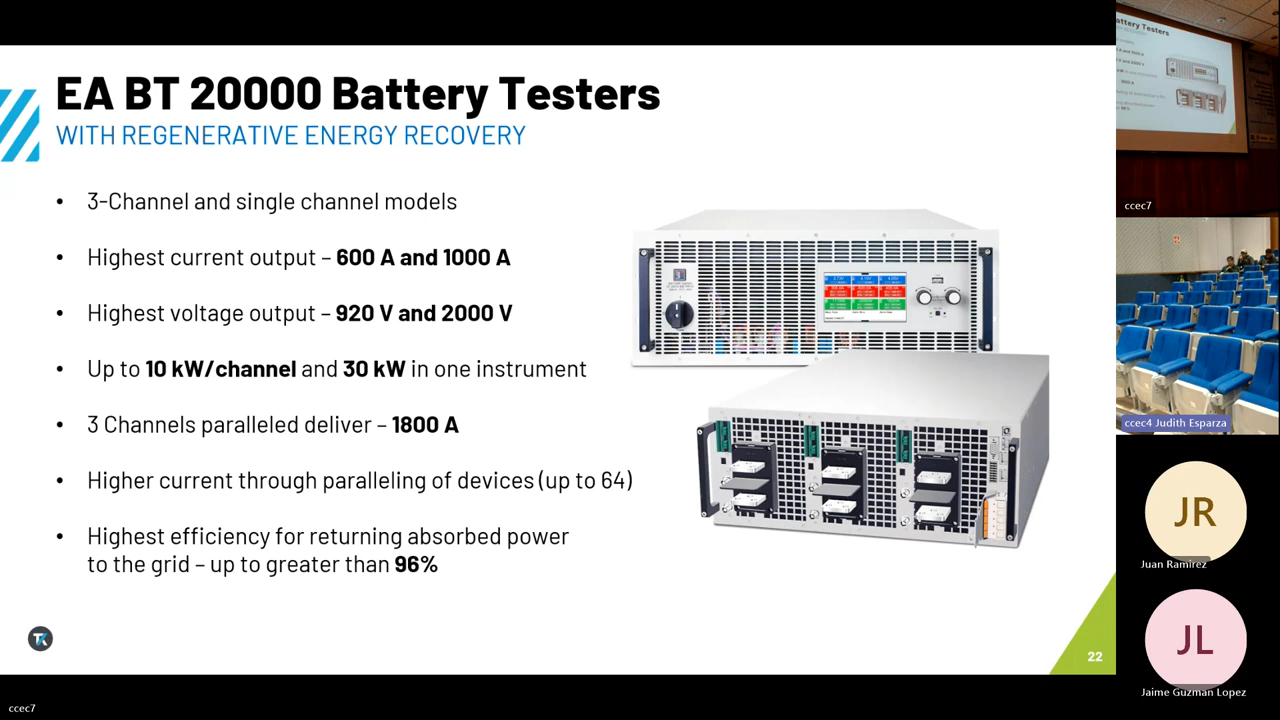 EA BT 20000 Battery Testers
WITH REGENERATIVE ENERGY RECOVERY
• 3-Channel and single channel models
• Highest current output – 600 A and 1000 A
• Highest voltage output – 920 V and 2000 V
• Up to 10 kW/channel and 30 kW in one instrument
• 3 Channels paralleled deliver – 1800 A
• Higher current through paralleling of devices (up to 64)
• Highest efficiency for returning absorbed power
to the grid – up to greater than 96%
TK
22
ccec7
attery Testers
ccec7
ccec4 Judith Esparza
JR
Juan Ramirez
JL
Jaime Guzman Lopez